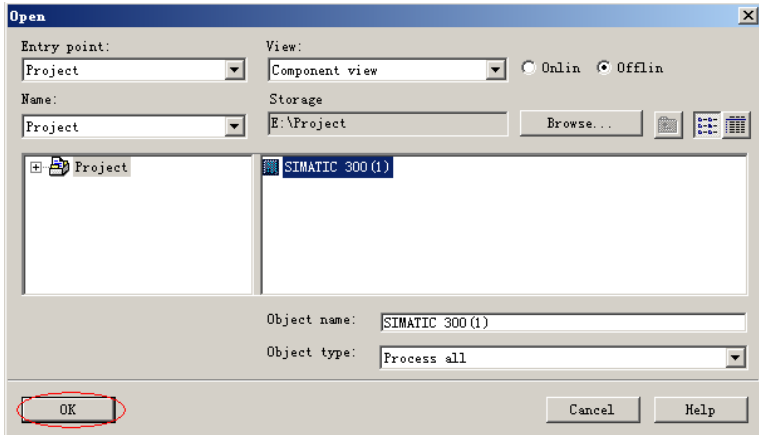 Open
Entry point:
View:
Project
Component view
Onlin
Offlin
Name:
Storage
Project
E:\Project
Browse...
Project
SIMATIC 300(1)
Object name:
SIMATIC 300(1)
Object type:
Process all
OK
Cancel
Help